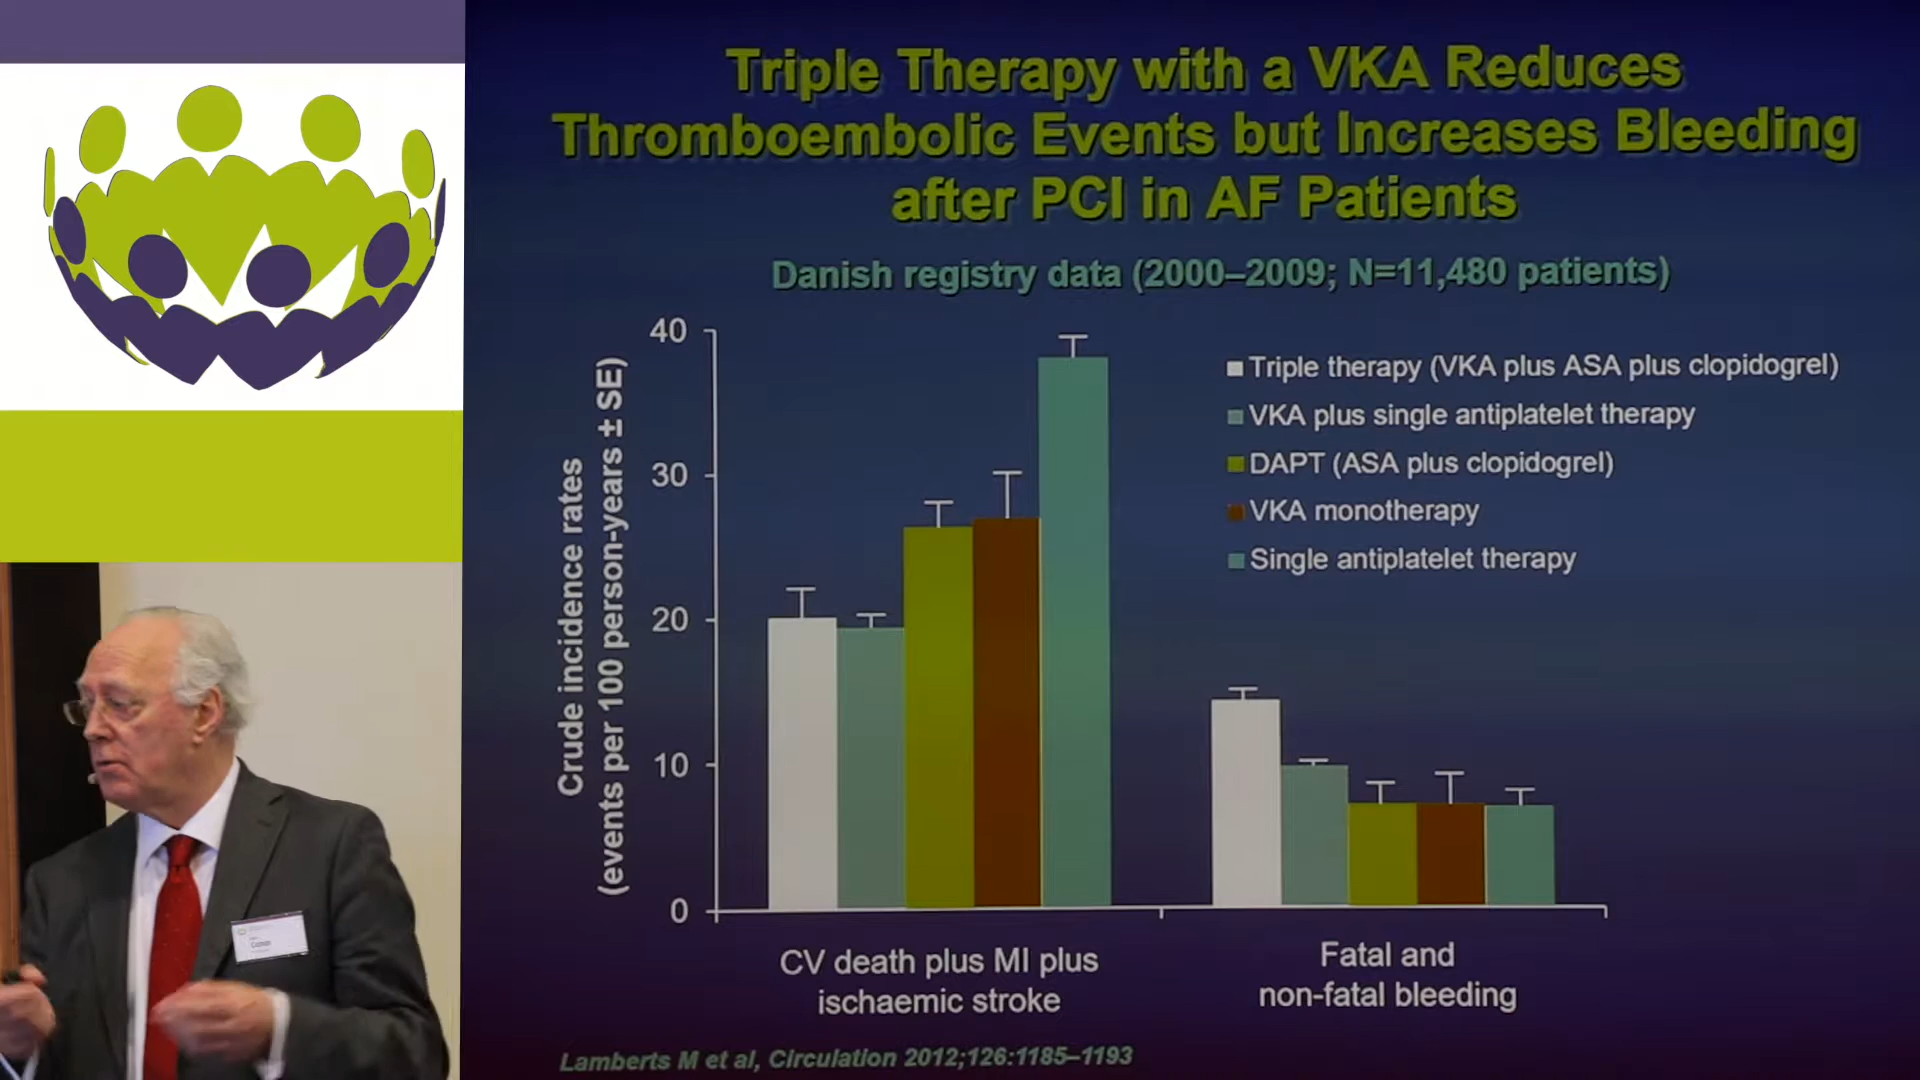 Triple Therapy with a VKA Reduces
Thromboembolic Events but Increases Bleeding
after PCI in AF Patients
Danish registry data (2000–2009; N=11,480 patients)
Crude incidence rates
(events per 100 person-years ± SE)
40
30
20
10
0
Triple therapy (VKA plus ASA plus clopidogrel)
VKA plus single antiplatelet therapy
DAPT (ASA plus clopidogrel)
VKA monotherapy
Single antiplatelet therapy
CV death plus MI plus
ischaemic stroke
Fatal and
non-fatal bleeding
Lamberts M et al, Circulation 2012;126:1185–1193